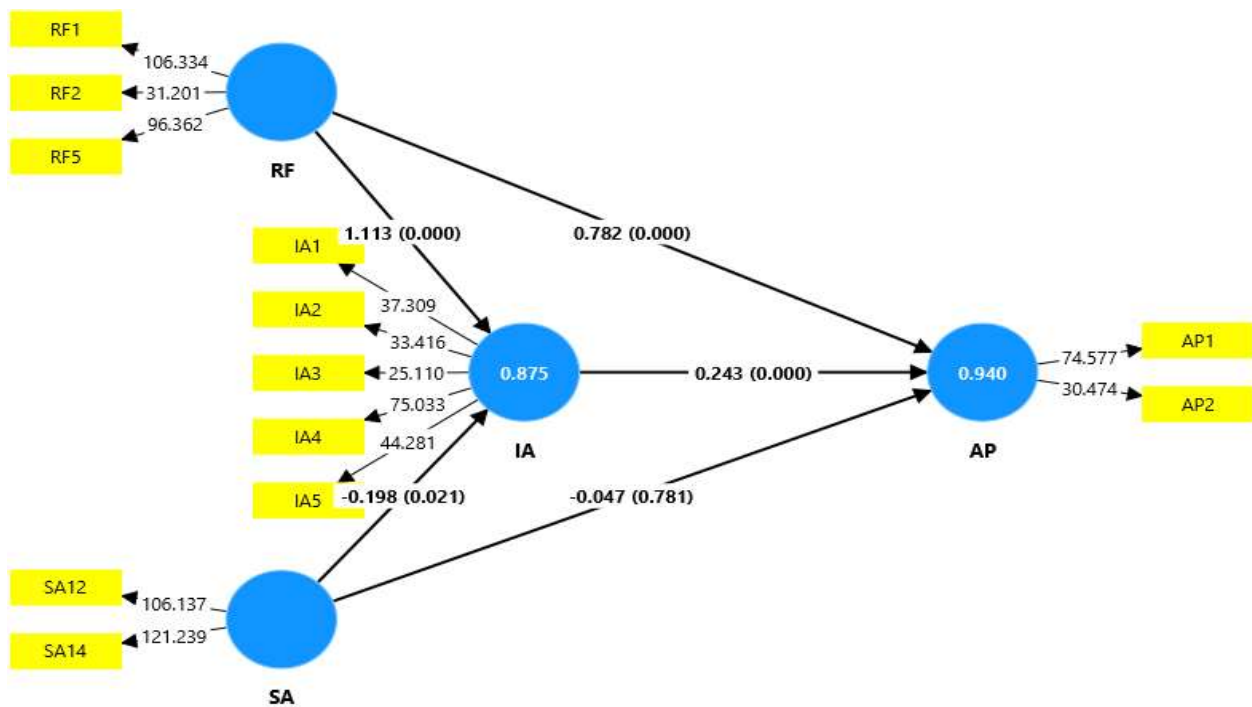 RF1
106.334
RF2
31.201
RF5
96.362
RF
1.113 (0.000)
0.782 (0.000)
IA1
37.309
IA2
33.416
IA3
25.110
IA4
75.033
IA5
44.281
0.875
IA
0.243 (0.000)
0.940
AP
74.577
AP1
30.474
AP2
-0.198 (0.021)
-0.047 (0.781)
SA12
106.137
SA14
121.239
SA